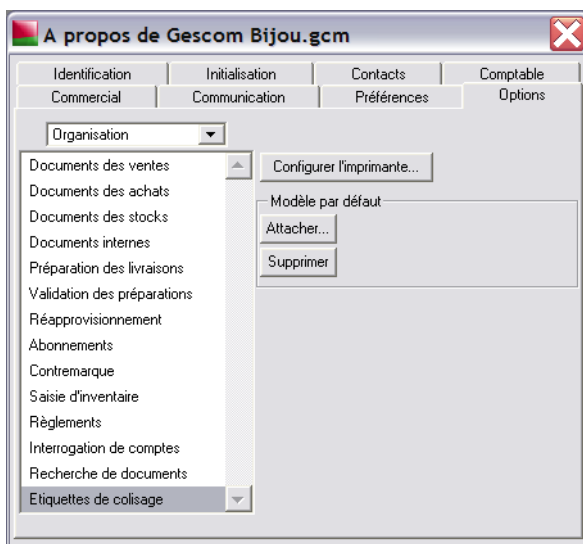 A propos de Gescom Bijou.gcm
Identification Initialisation Contacts Comptable
Commercial Communication Préférences Options
Organisation
Documents des ventes
Documents des achats
Documents des stocks
Documents internes
Préparation des livraisons
Validation des préparations
Réapprovisionnement
Abonnements
Contremarque
Saisie d'inventaire
Règlements
Interrogation de comptes
Recherche de documents
Etiquettes de colisage
Configurer l'imprimante...
Modèle par défaut
Attacher...
Supprimer